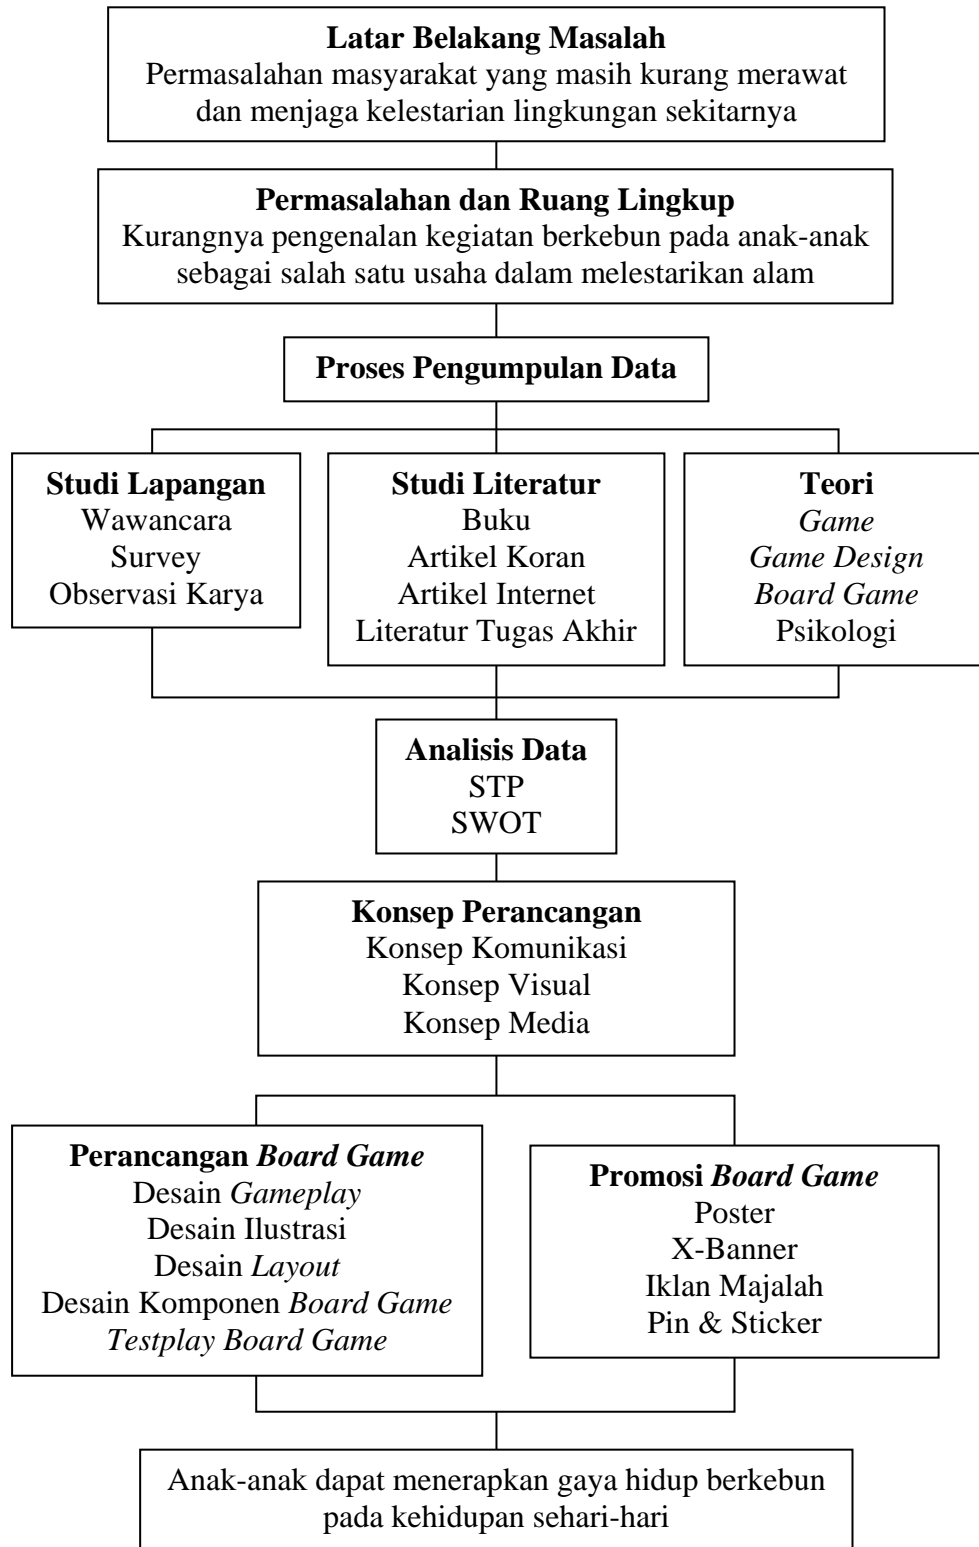 Latar Belakang Masalah
Permasalahan masyarakat yang masih kurang merawat
dan menjaga kelestarian lingkungan sekitarnya
Permasalahan dan Ruang Lingkup
Kurangnya pengenalan kegiatan berkebun pada anak-anak
sebagai salah satu usaha dalam melestarikan alam
Proses Pengumpulan Data
Studi Lapangan
Wawancara
Survey
Observasi Karya
Studi Literatur
Buku
Artikel Koran
Artikel Internet
Literatur Tugas Akhir
Teori
Game
Game Design
Board Game
Psikologi
Analisis Data
STP
SWOT
Konsep Perancangan
Konsep Komunikasi
Konsep Visual
Konsep Media
Perancangan Board Game
Desain Gameplay
Desain Ilustrasi
Desain Layout
Desain Komponen Board Game
Testplay Board Game
Promosi Board Game
Poster
X-Banner
Iklan Majalah
Pin & Sticker
Anak-anak dapat menerapkan gaya hidup berkebun
pada kehidupan sehari-hari